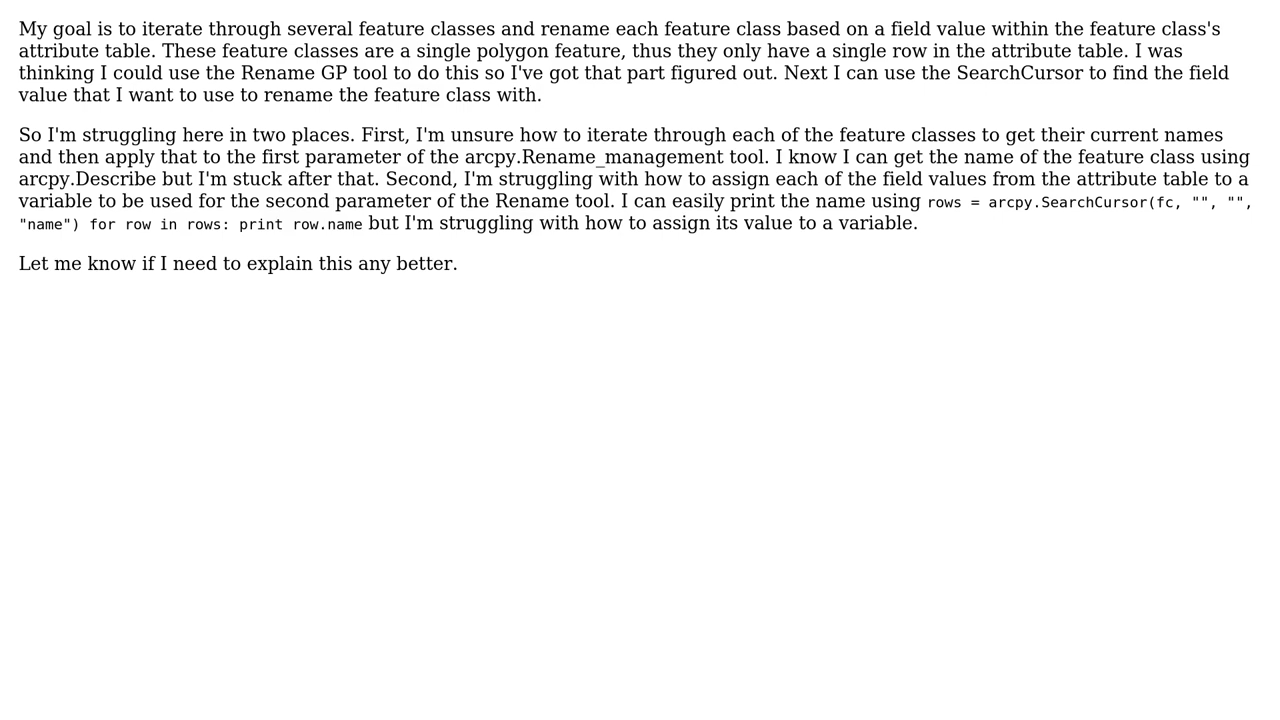 My goal is to iterate through several feature classes and rename each feature class based on a field value within the feature class's
attribute table. These feature classes are a single polygon feature, thus they only have a single row in the attribute table. I was
thinking I could use the Rename GP tool to do this so I've got that part figured out. Next I can use the SearchCursor to find the field
value that I want to use to rename the feature class with.
So I'm struggling here in two places. First, I'm unsure how to iterate through each of the feature classes to get their current names
and then apply that to the first parameter of the arcpy.Rename_management tool. I know I can get the name of the feature class using
arcpy.Describe but I'm stuck after that. Second, I'm struggling with how to assign each of the field values from the attribute table to a
variable to be used for the second parameter of the Rename tool. I can easily print the name using rows = arcpy.SearchCursor(fc, "", "",
"name") for row in rows: print row.name but I'm struggling with how to assign its value to a variable.
Let me know if I need to explain this any better.